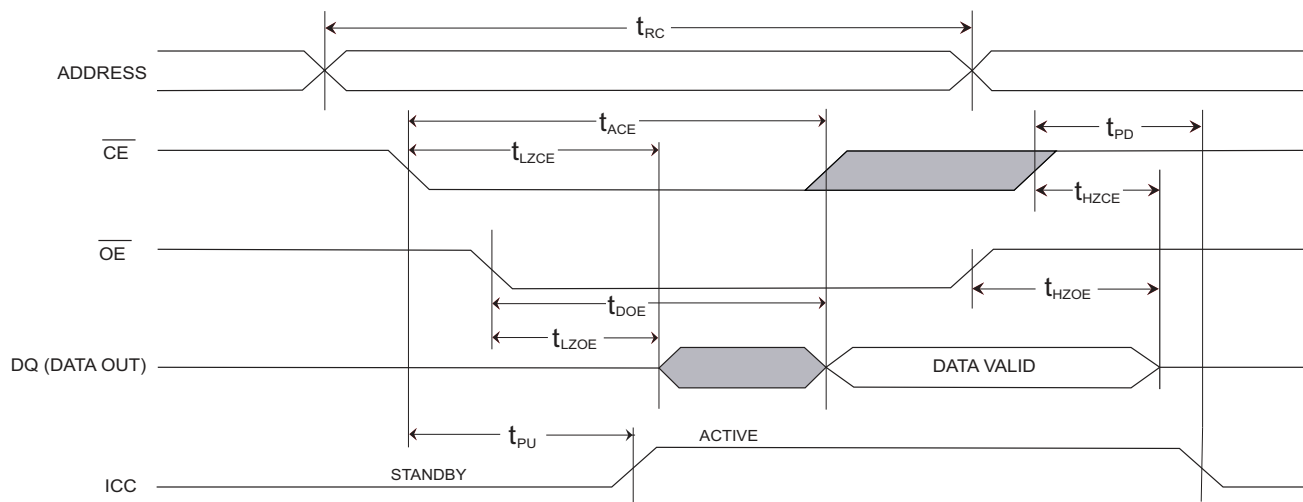 tRC
ADDRESS
tACE
tPD
CE
tLZCE
tHZCE
OE
tHZOE
tDOE
tLZOE
DQ (DATA OUT)
DATA VALID
tPU
ACTIVE
STANDBY
ICC